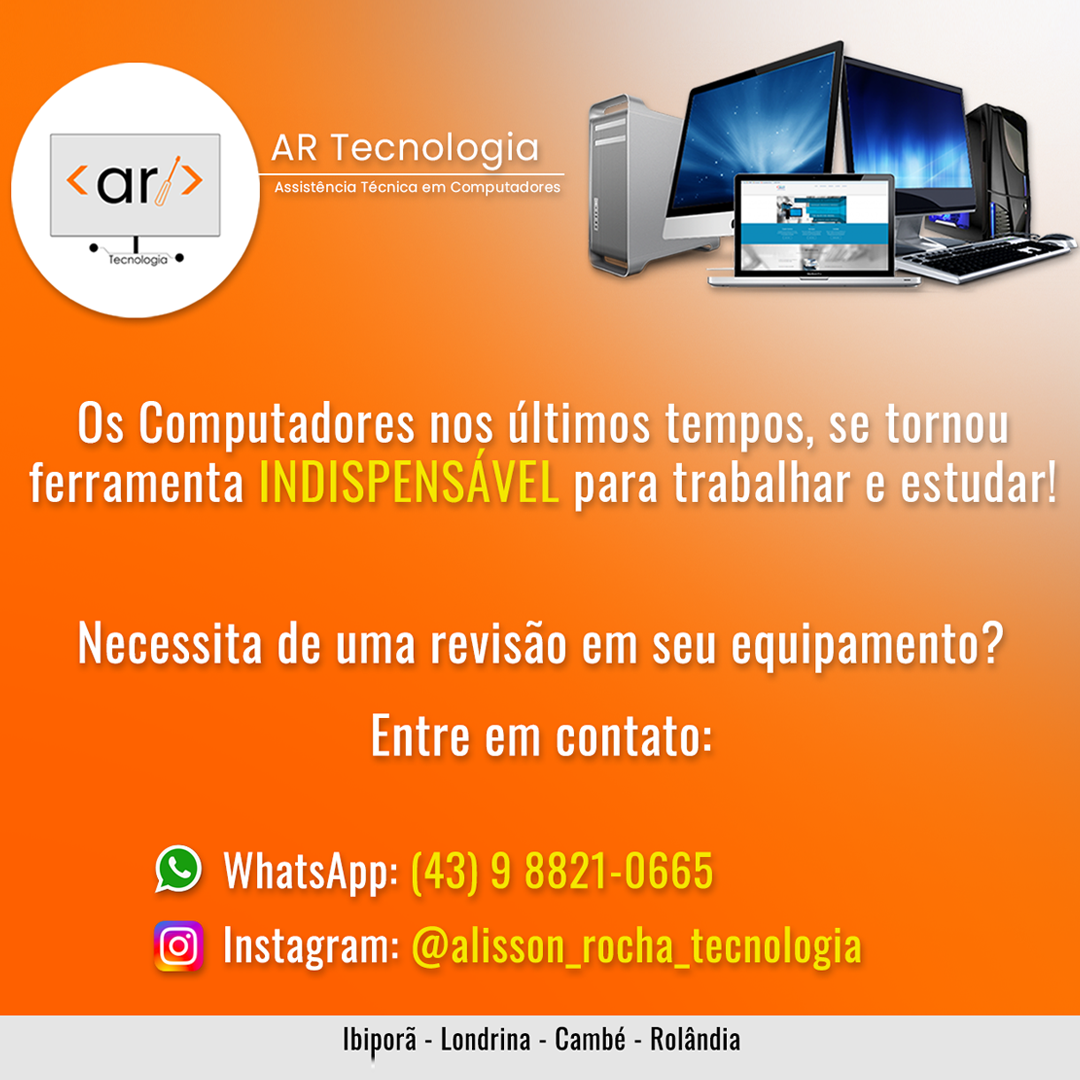 <ar/>
Tecnologia
AR Tecnologia
Assistência Técnica em Computadores
Os Computadores nos últimos tempos, se tornou
ferramenta INDISPENSÁVEL para trabalhar e estudar!
Necessita de uma revisão em seu equipamento?
Entre em contato:
WhatsApp: (43) 9 8821-0665
Instagram: @alisson_rocha_tecnologia
Ibiporã - Londrina - Cambé - Rolândia